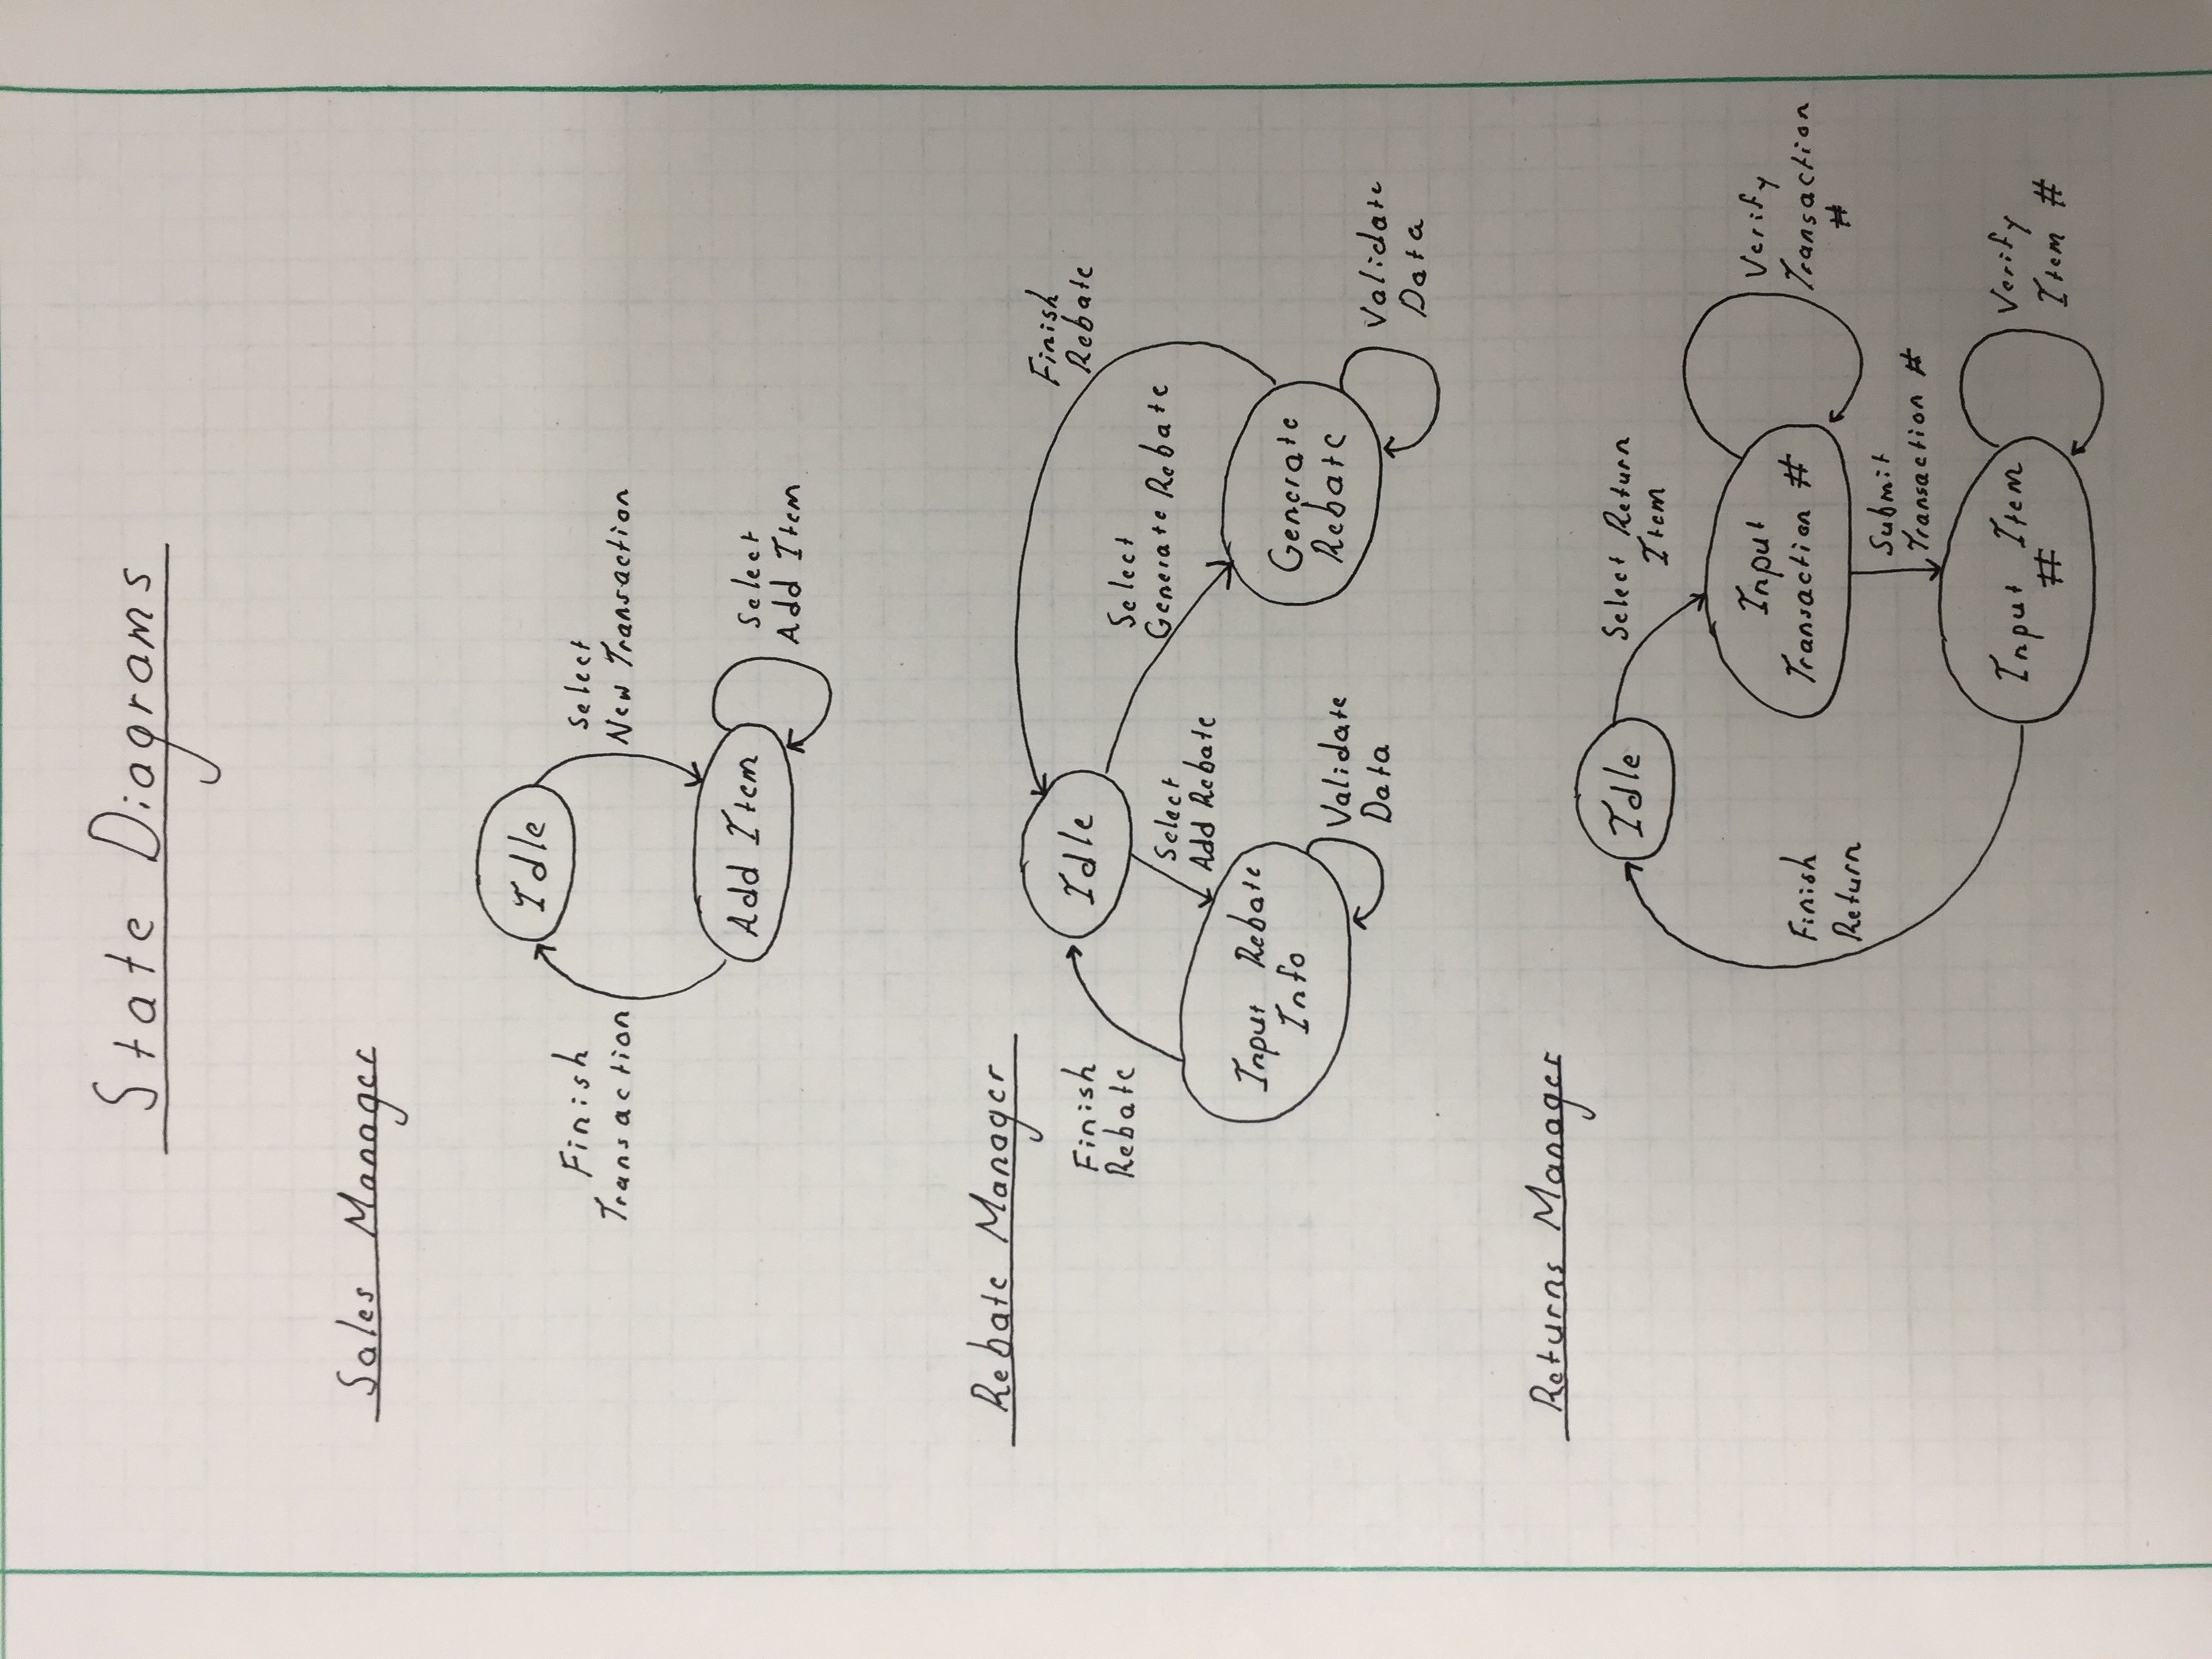 State Diagrams
Sales Manager
Idle
Finish
Transaction
Select
New Transaction
Add Item
Select
Add Item
Rebate Manager
Idle
Finish
Rebate
Finish
Rebate
Select
Generate Rebate
Select
Add Rebate
Input Rebate
Info
Generate
Rebate
Validate
Data
Validate
Data
Returns Manager
Idle
Select Return
Item
Input
Transaction #
Verify
Transaction
#
Finish
Return
Submit
Transaction #
Input Item
#
Verify
Item #